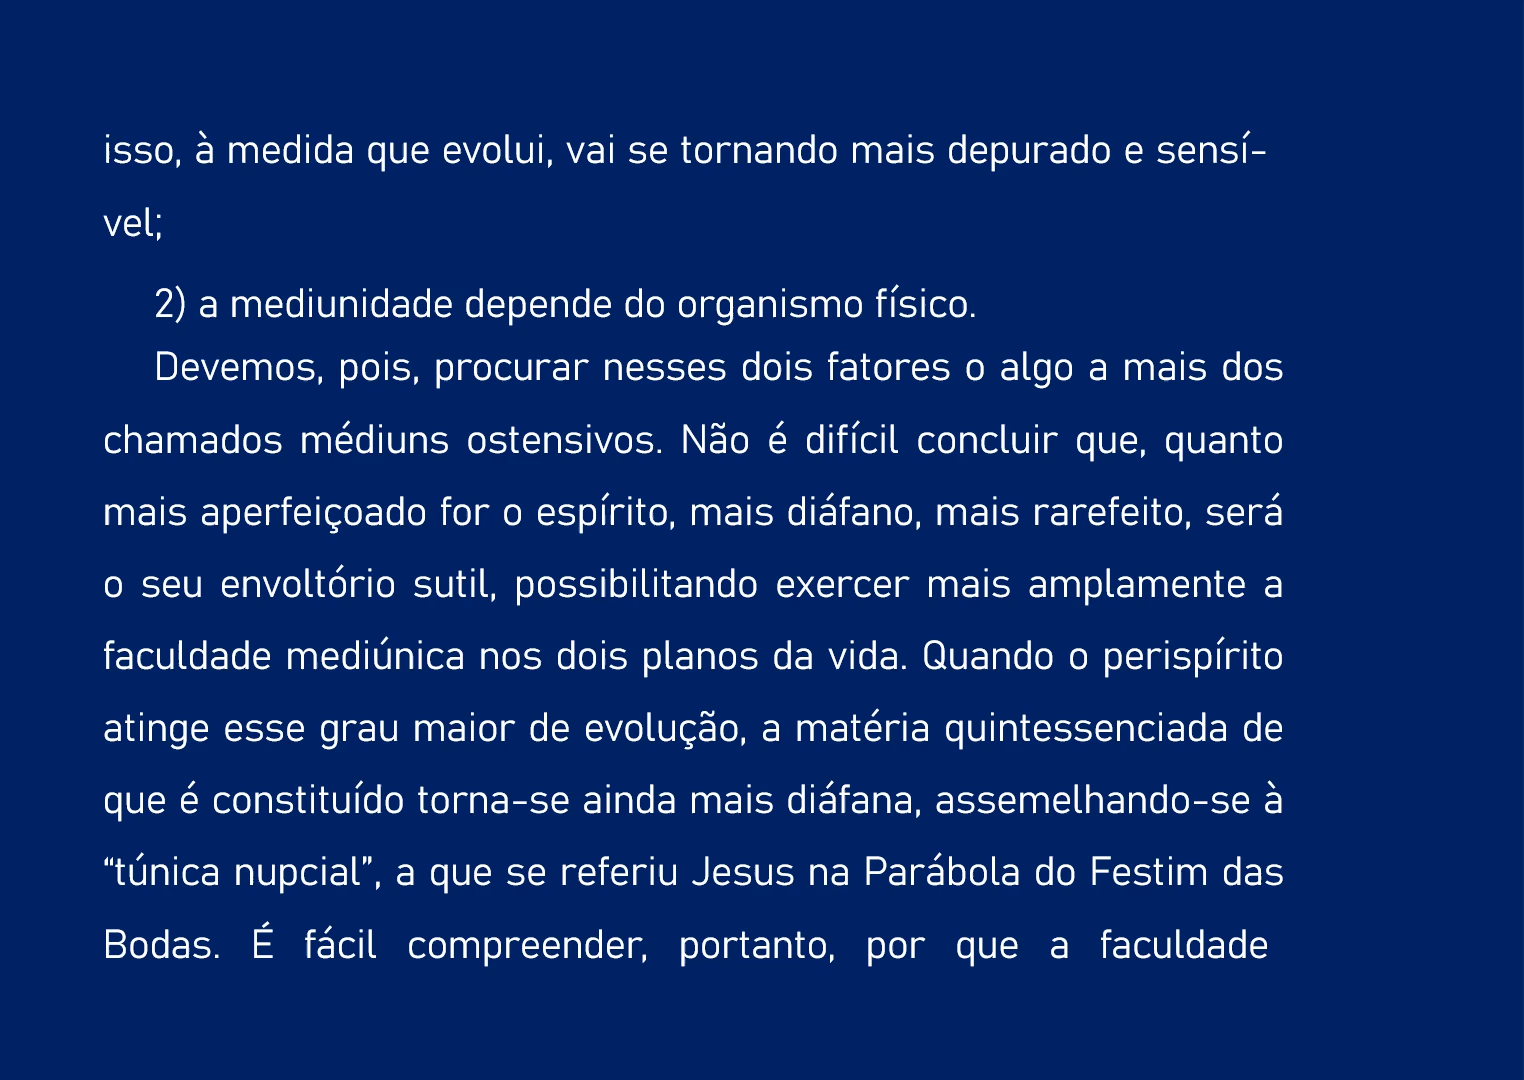 isso, à medida que evolui, vai se tornando mais depurado e sensí-
vel;
2) a mediunidade depende do organismo físico.
Devemos, pois, procurar nesses dois fatores o algo a mais dos
chamados médiuns ostensivos. Não é difícil concluir que, quanto
mais aperfeiçoado for o espírito, mais diáfano, mais rarefeito, será
o seu envoltório sutil, possibilitando exercer mais amplamente a
faculdade mediúnica nos dois planos da vida. Quando o perispírito
atinge esse grau maior de evolução, a matéria quintessenciada de
que é constituído torna-se ainda mais diáfana, assemelhando-se à
“túnica nupcial”, a que se referiu Jesus na Parábola do Festim das
Bodas. É fácil compreender, portanto, por que a faculdade